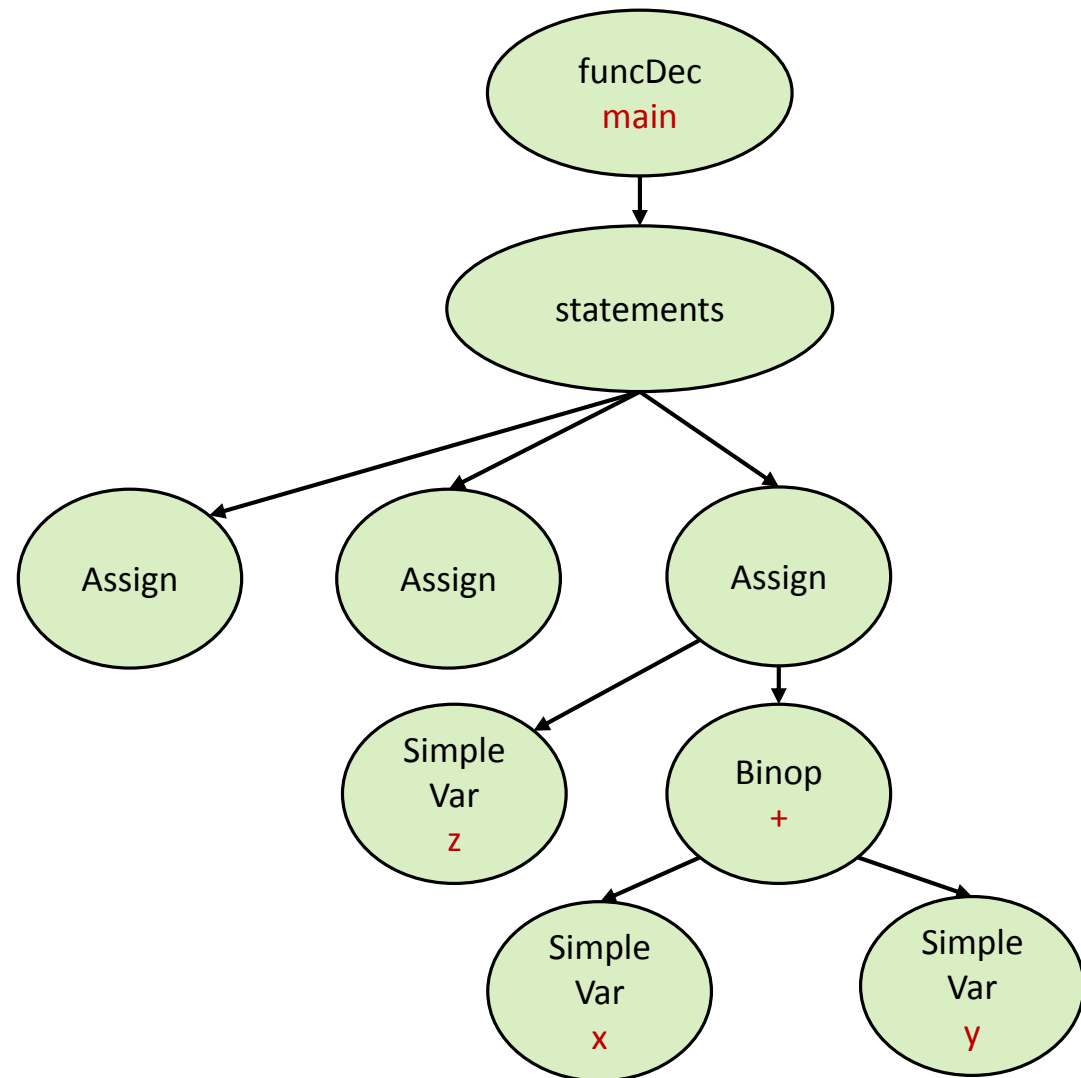 funcDec
main
statements
Assign
Assign
Assign
Simple
Var
z
Binop
+
Simple
Var
x
Simple
Var
y